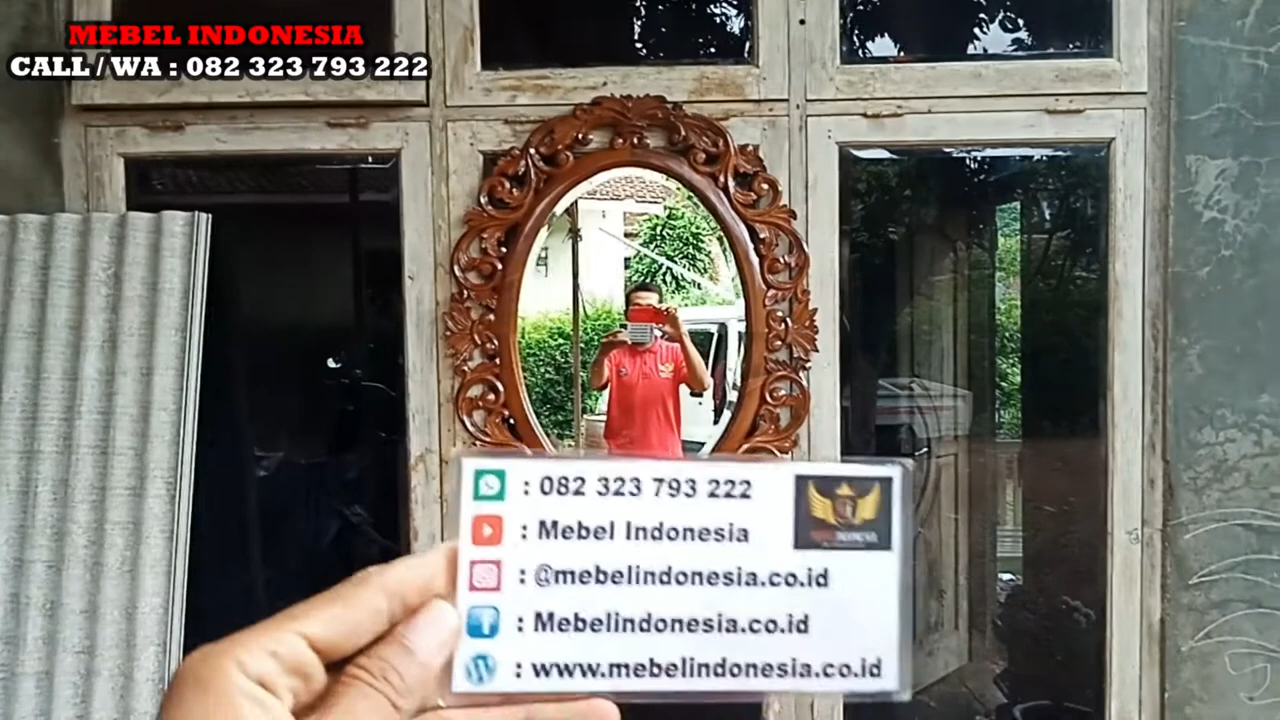 MEBEL INDONESIA
CALL / WA : 082 323 793 222
: 082 323 793 222
: Mebel Indonesia
: @mebelindonesia.co.id
: Mebelindonesia.co.id
: www.mebelindonesia.co.id